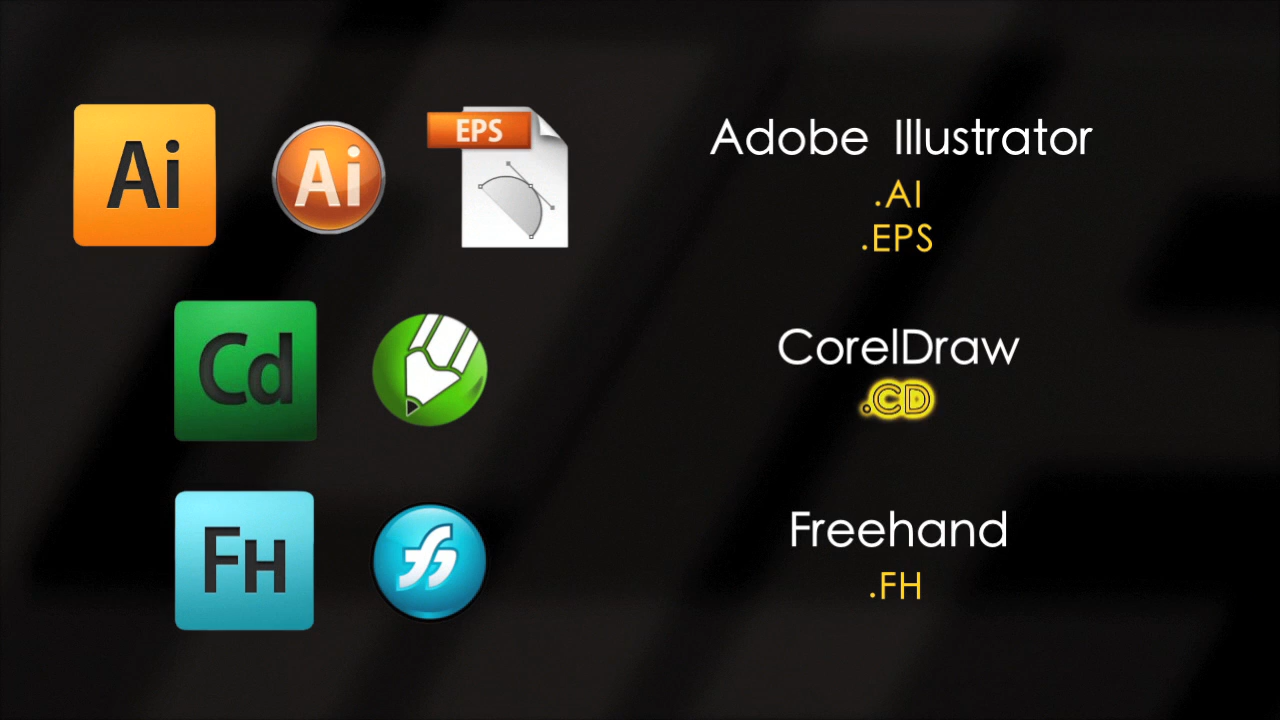 Ai Ai EPS
Adobe Illustrator
.AI
.EPS
Cd
CorelDraw
.CD
FH
Freehand
.FH